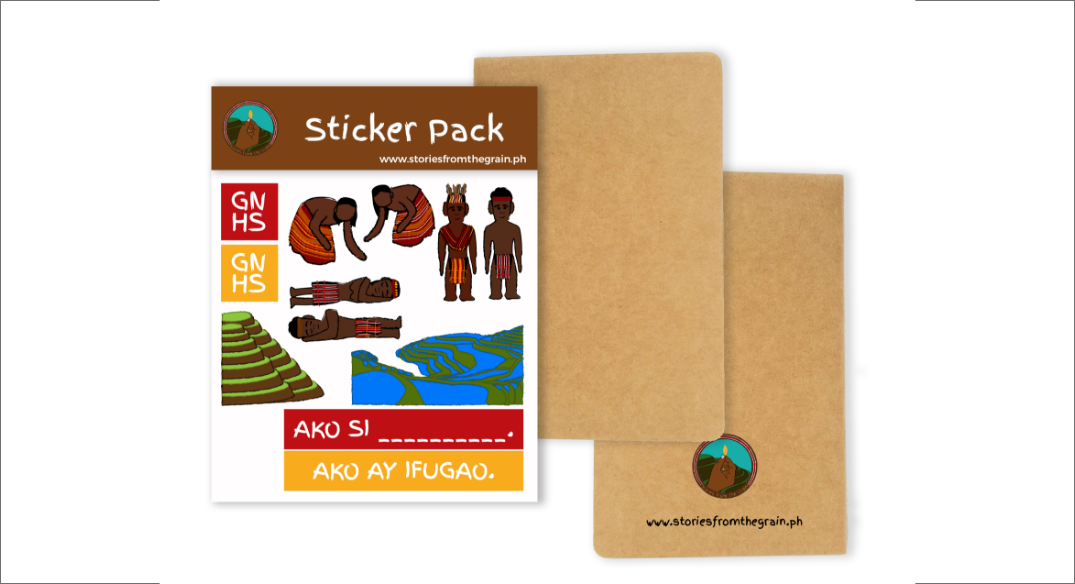 Sticker Pack
www.storiesfromthegrain.ph
GN
HS
GN
HS
AKO SI __________.
AKO AY IFUGAO.
www.storiesfromthegrain.ph